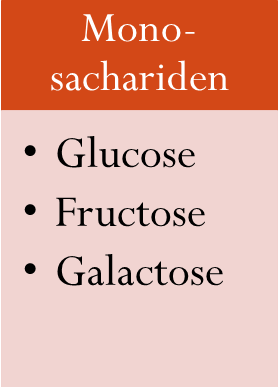 Mono-
sachariden
• Glucose
• Fructose
• Galactose